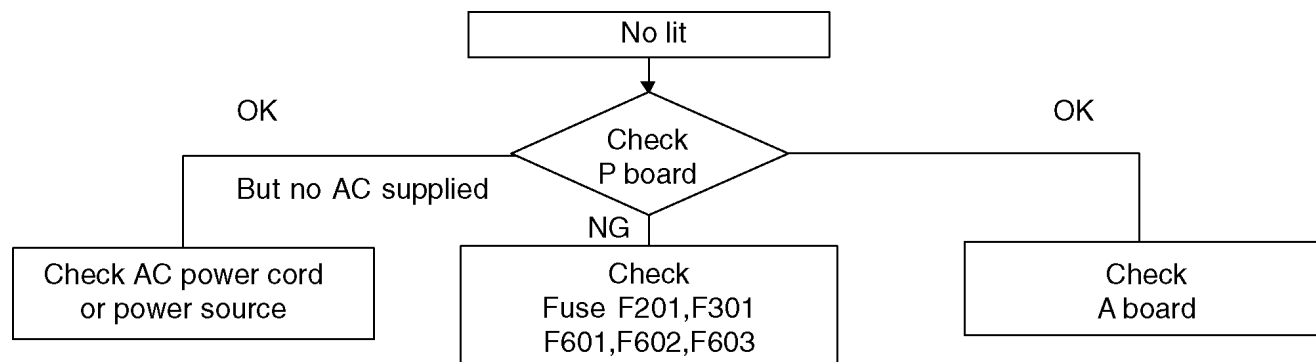 No lit
OK
OK
Check
P board
But no AC supplied
NG
Check AC power cord
or power source
Check
Fuse F201,F301
F601,F602,F603
Check
A board